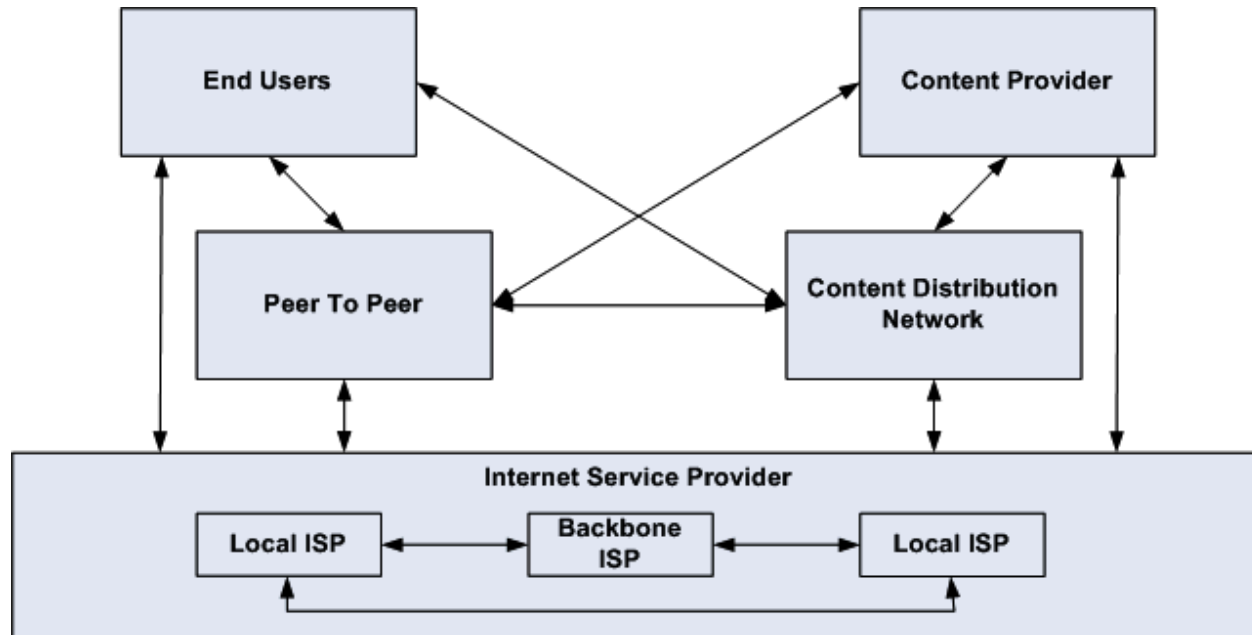 End Users
Content Provider
Peer To Peer
Content Distribution
Network
Internet Service Provider
Local ISP
Backbone
ISP
Local ISP